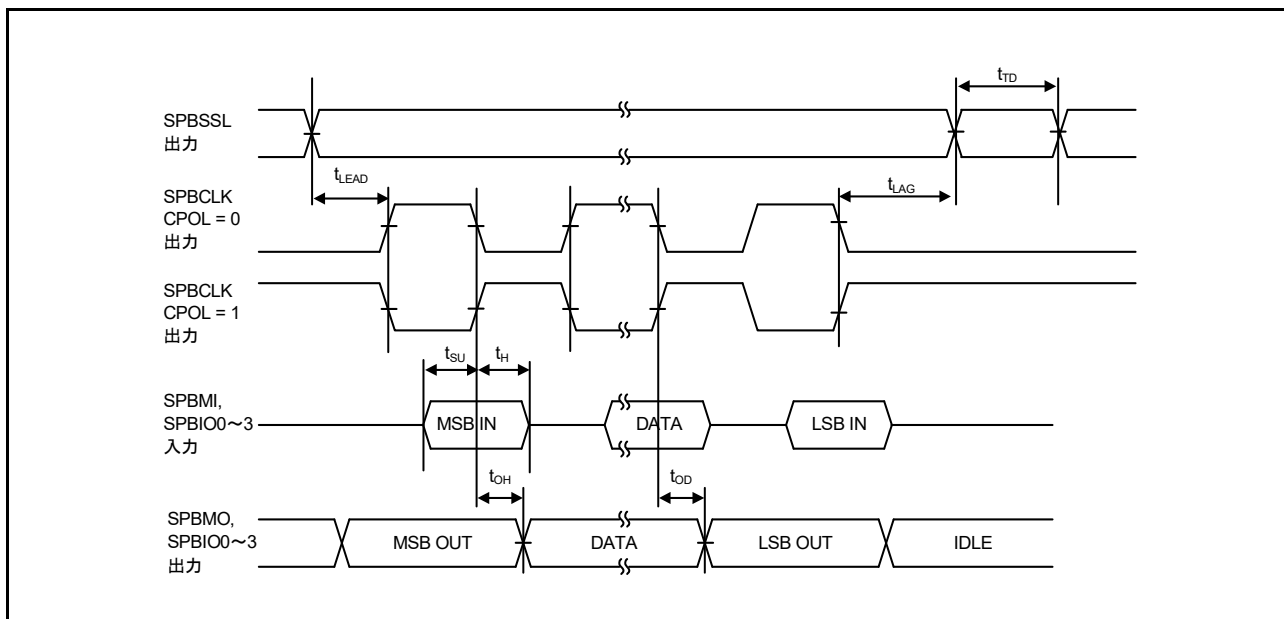 tTD
SPBSSL
出力
tLEAD
tLAG
SPBCLK
CPOL = 0
出力
SPBCLK
CPOL = 1
出力
tSU
tH
SPBMI,
SPBIO0～3
入力
MSB IN
DATA
LSB IN
tOH
tOD
SPBMO,
SPBIO0～3
出力
MSB OUT
DATA
LSB OUT
IDLE